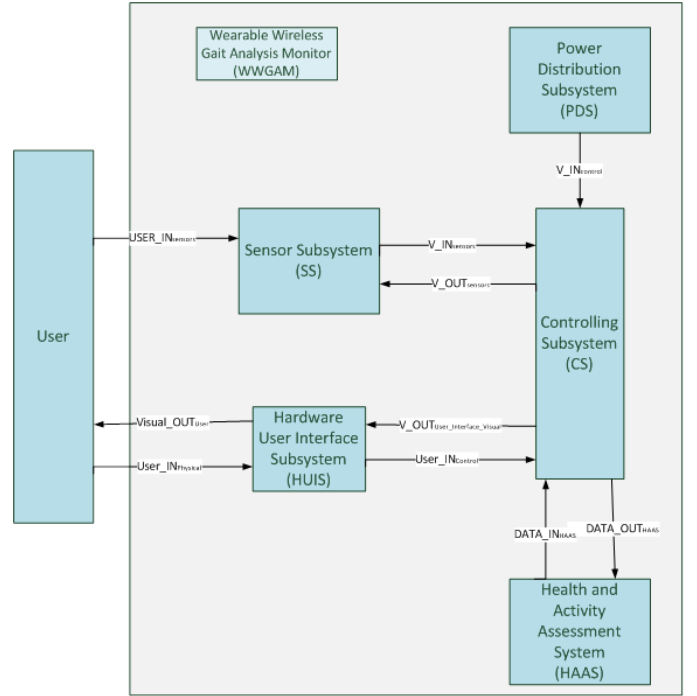 Wearable Wireless
Gait Analysis Monitor
(WWGAM)
Power
Distribution
Subsystem
(PDS)
V_INcontrol
USER_INsensors
Sensor Subsystem
(SS)
V_INsensors
V_OUTsensors
User
Controlling
Subsystem
(CS)
Visual_OUTUser
Hardware
User Interface
Subsystem
(HUIS)
V_OUTUser_Interface_Visual
User_INPhysical
User_INControl
DATA_INHAAS
DATA_OUTHAAS
Health and
Activity
Assessment
System
(HAAS)